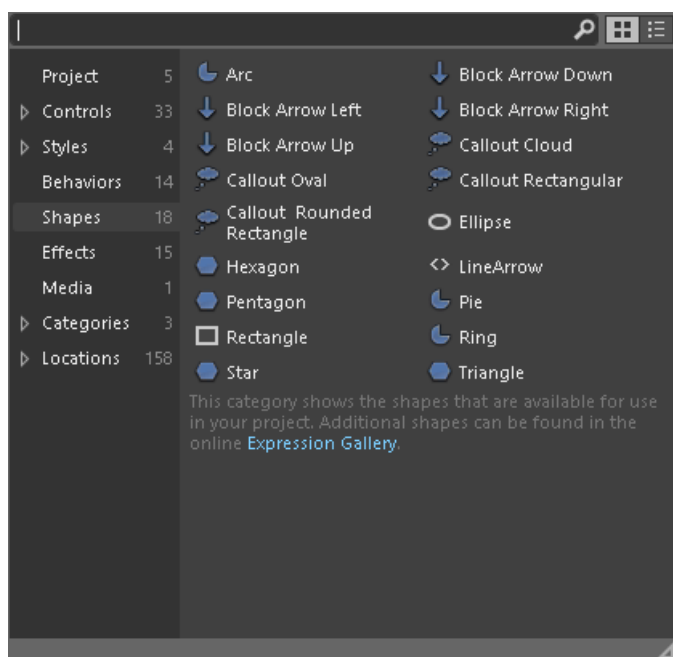 Project 5
Controls 33
Styles 4
Behaviors 14
Shapes 18
Effects 15
Media 1
Categories 3
Locations 158
Arc
Block Arrow Down
Block Arrow Left
Block Arrow Right
Block Arrow Up
Callout Cloud
Callout Oval
Callout Rectangular
Callout Rounded
Rectangle
Ellipse
Hexagon
LineArrow
Pentagon
Pie
Rectangle
Ring
Star
Triangle
This category shows the shapes that are available for use
in your project. Additional shapes can be found in the
online Expression Gallery.